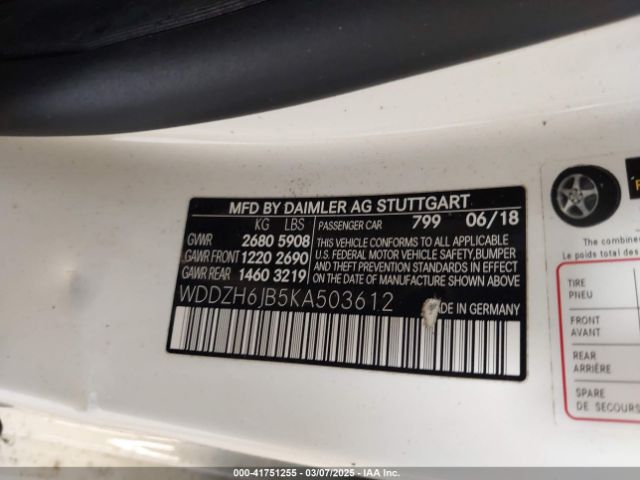 MFD BY DAIMLER AG STUTTGART
KG LBS PASSENGER CAR 799 06/18
GVWR 2680 5908
GAWR FRONT 1220 2690
GAWR REAR 1460 3219
THIS VEHICLE CONFORMS TO ALL APPLICABLE
U.S. FEDERAL MOTOR VEHICLE SAFETY, BUMPER
AND THEFT PREVENTION STANDARDS IN EFFECT
ON THE DATE OF MANUFACTURE SHOWN ABOVE
WDDZH6JB5KA503612
DE IN GERMANY
The combine
Le poids total des
TIRE
PNEU
FRONT
AVANT
REAR
ARRIÈRE
SPARE
DE SECOURS
000-41751255 - 03/07/2025 - IAA Inc.